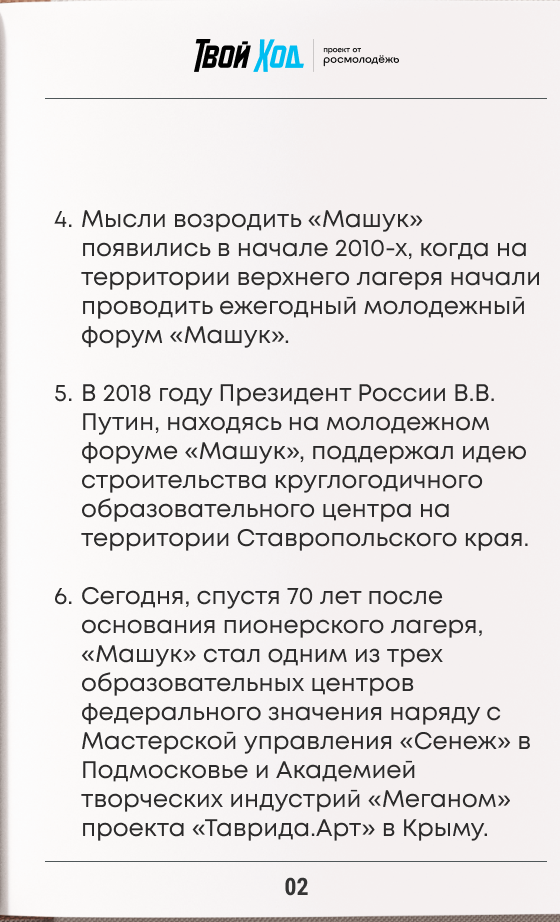 Твой Ход
проект от
росмолодёжь
4. Мысли возродить «Машук»
появились в начале 2010-х, когда на
территории верхнего лагеря начали
проводить ежегодный молодежный
форум «Машук».
5. В 2018 году Президент России В.В.
Путин, находясь на молодежном
форуме «Машук», поддержал идею
строительства круглогодичного
образовательного центра на
территории Ставропольского края.
6. Сегодня, спустя 70 лет после
основания пионерского лагеря,
«Машук» стал одним из трех
образовательных центров
федерального значения наряду с
Мастерской управления «Сенеж» в
Подмосковье и Академией
творческих индустрий «Меганом»
проекта «Таврида.Арт» в Крыму.
02